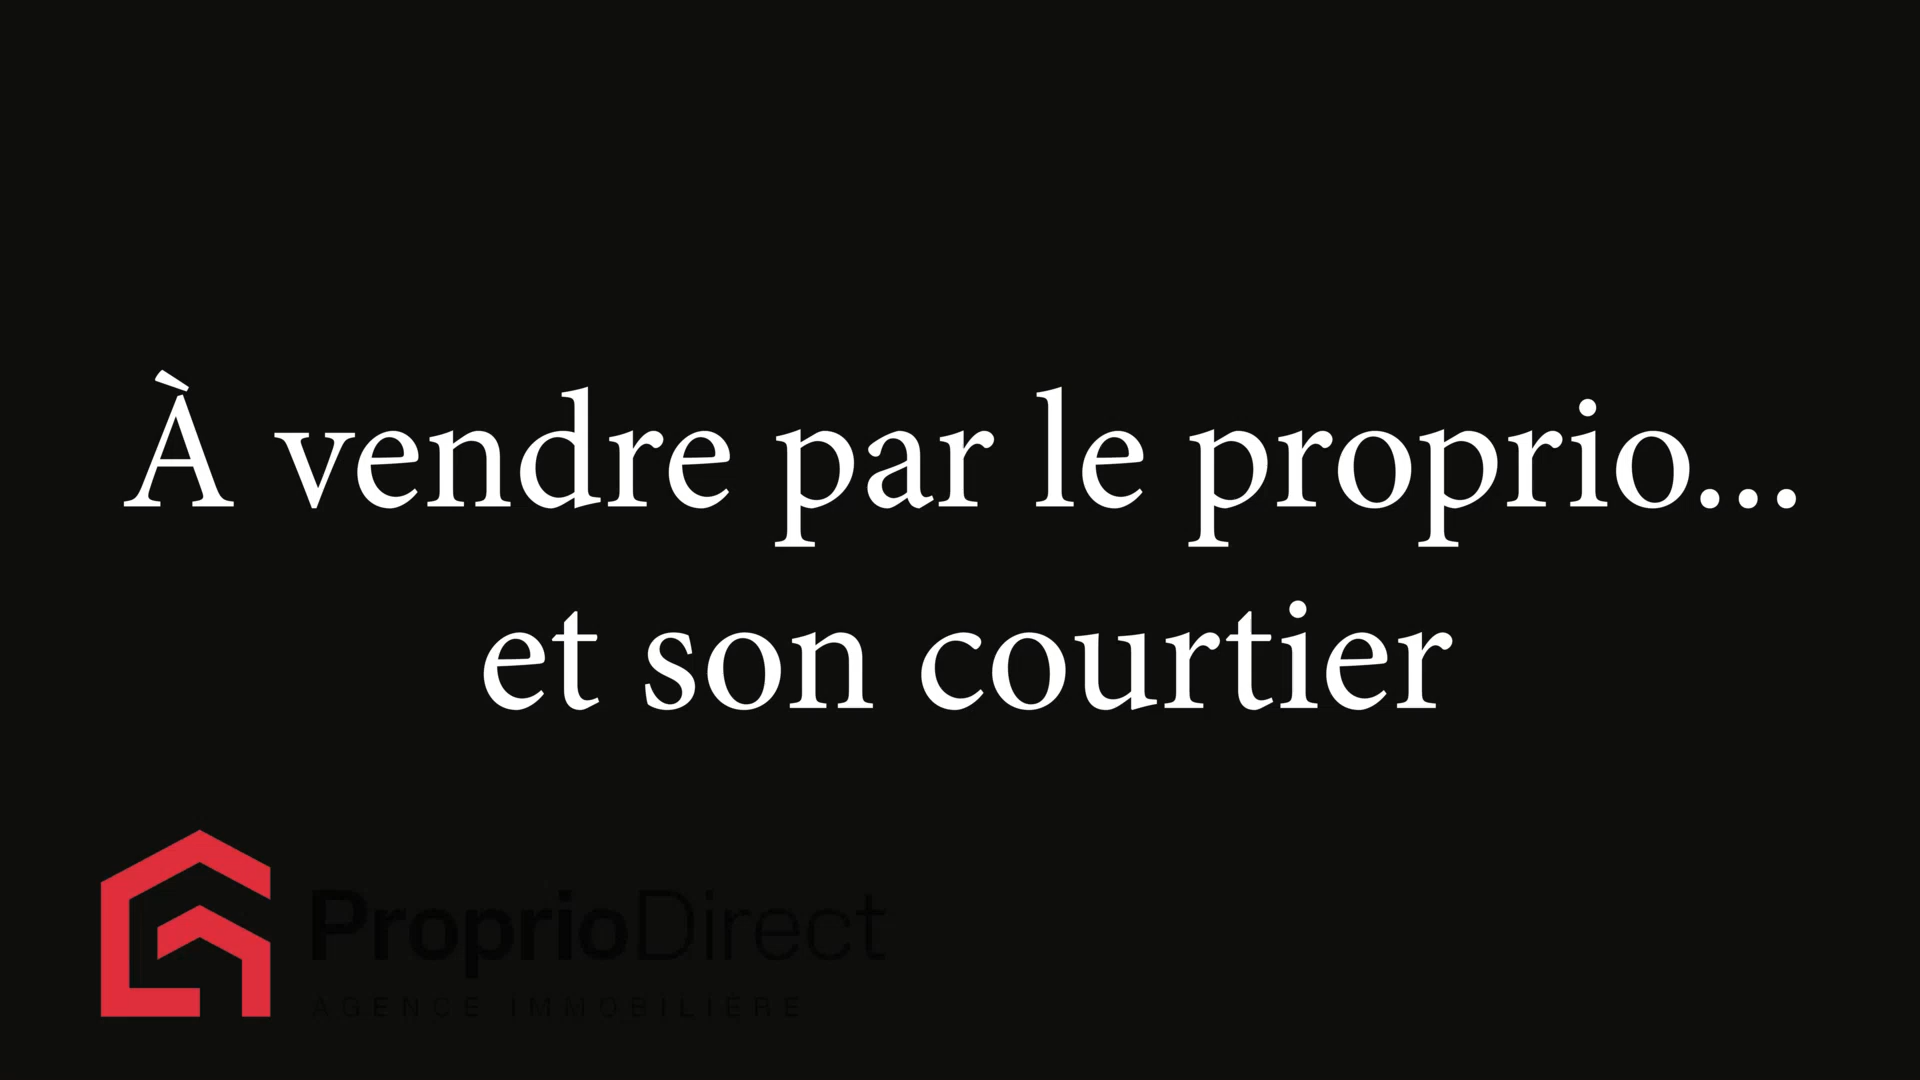 À vendre par le proprio...
et son courtier
ProprioDirect
AGENCE IMMOBILIÈRE